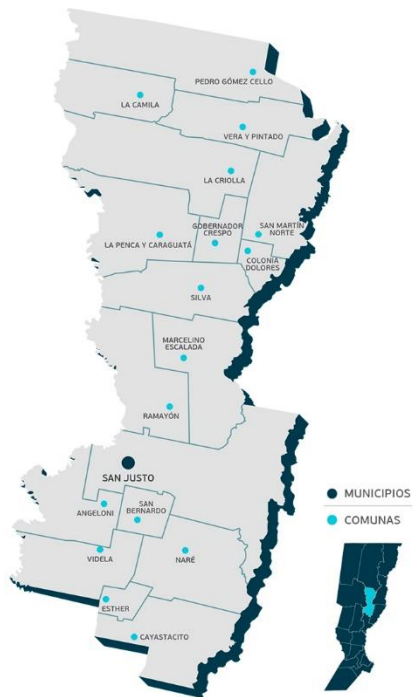 PEDRO GÓMEZ CELLO
LA CAMILA
VERA Y PINTADO
LA CRIOLLA
GOBERNADOR
CRESPO
SAN MARTÍN
NORTE
LA PENCA Y CARAGUATÁ
COLONIA
DOLORES
SILVA
MARCELINO
ESCALADA
RAMAYÓN
SAN JUSTO
ANGELONI
SAN
BERNARDO
MUNICIPIOS
COMUNAS
VIDELA
NARÉ
ESTHER
CAYASTACITO